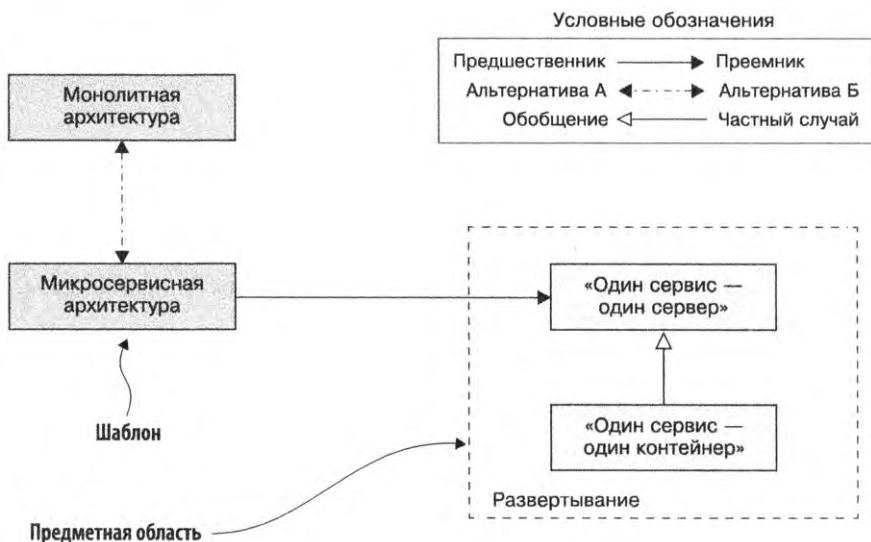 Условные обозначения
Предшественник Преемник
Альтернатива А Альтернатива Б
Обобщение Частный случай
Монолитная
архитектура
Микросервисная
архитектура
«Один сервис —
один сервер»
«Один сервис —
один контейнер»
Развертывание
Шаблон
Предметная область